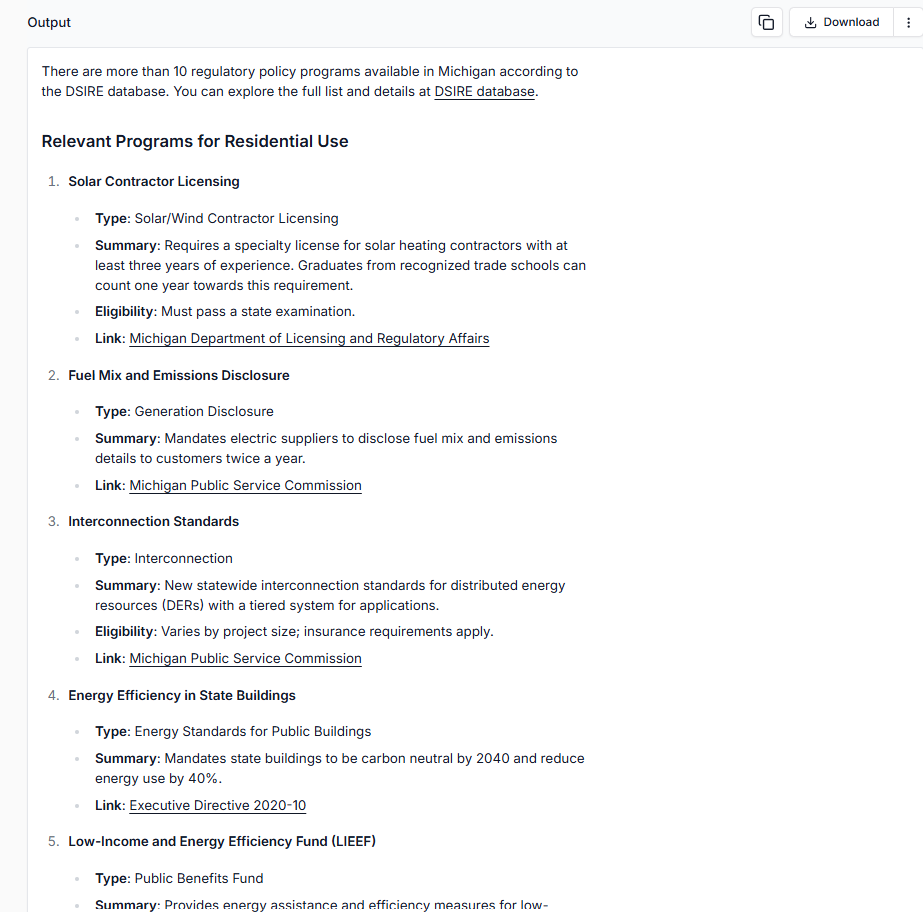 Output
Download
There are more than 10 regulatory policy programs available in Michigan according to
the DSIRE database. You can explore the full list and details at DSIRE database.
Relevant Programs for Residential Use
1. Solar Contractor Licensing
Type: Solar/Wind Contractor Licensing
Summary: Requires a specialty license for solar heating contractors with at
least three years of experience. Graduates from recognized trade schools can
count one year towards this requirement.
Eligibility: Must pass a state examination.
Link: Michigan Department of Licensing and Regulatory Affairs
2. Fuel Mix and Emissions Disclosure
Type: Generation Disclosure
Summary: Mandates electric suppliers to disclose fuel mix and emissions
details to customers twice a year.
Link: Michigan Public Service Commission
3. Interconnection Standards
Type: Interconnection
Summary: New statewide interconnection standards for distributed energy
resources (DERs) with a tiered system for applications.
Eligibility: Varies by project size; insurance requirements apply.
Link: Michigan Public Service Commission
4. Energy Efficiency in State Buildings
Type: Energy Standards for Public Buildings
Summary: Mandates state buildings to be carbon neutral by 2040 and reduce
energy use by 40%.
Link: Executive Directive 2020-10
5. Low-Income and Energy Efficiency Fund (LIEEF)
Type: Public Benefits Fund
Summary: Provides energy assistance and efficiency measures for low-